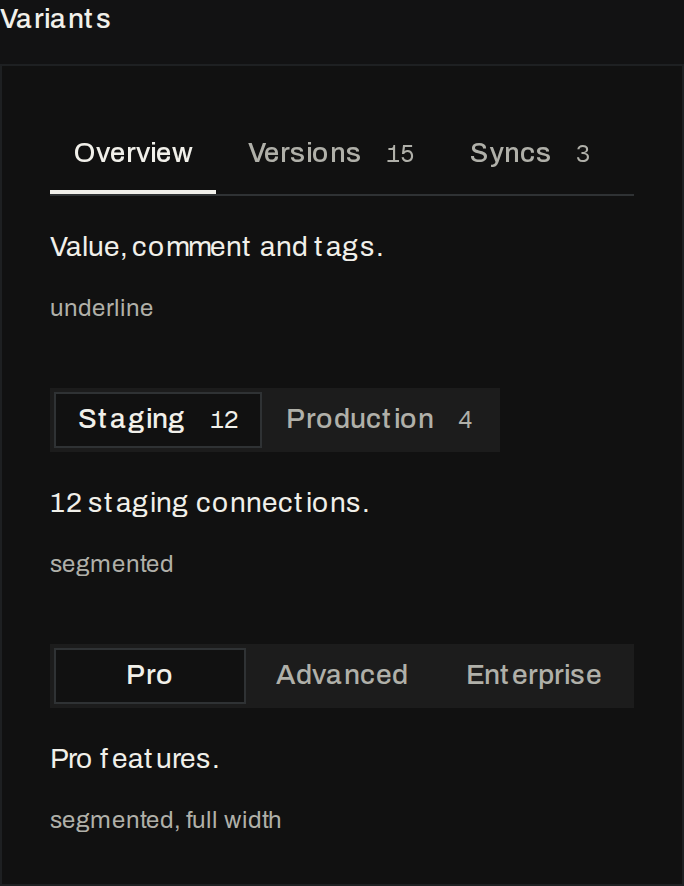 Variants
Overview Versions 15 Syncs 3
Value, comment and tags.
underline
Staging 12 Production 4
12 staging connections.
segmented
Pro Advanced Enterprise
Pro features.
segmented, full width